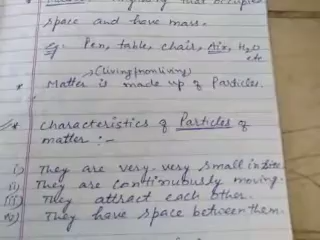 that occupies
space and have mass.
eg. Pen, table, chair, Air, H2O
etc
(living/nonliving)
* Matter is made up of Particles.
* Characteristics of Particles of
matter :-
i) They are very-very small in size.
ii) They are continuously moving.
iii) They attract each other.
iv) They have space between them.